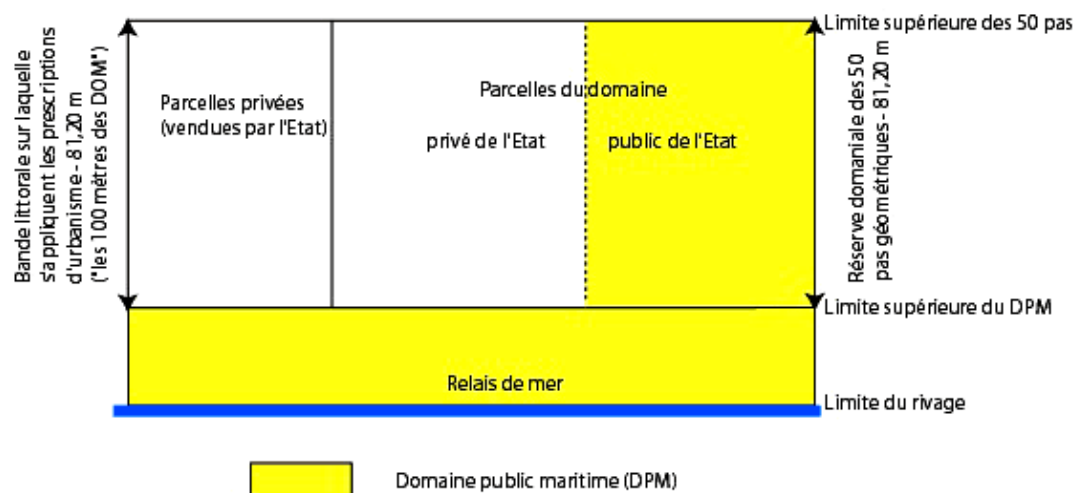 Limite supérieure des 50 pas
Bande littorale sur laquelle
s'appliquent les prescriptions
d'urbanisme - 81,20 m
("les 100 mètres des DOM")
Parcelles privées
(vendues par l'Etat)
Parcelles du domaine
privé de l'Etat
public de l'Etat
Réserve domaniale des 50
pas géométriques - 81,20 m
Limite supérieure du DPM
Relais de mer
Limite du rivage
Domaine public maritime (DPM)